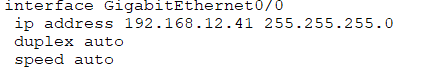 interface GigabitEthernet0/0
ip address 192.168.12.41 255.255.255.0
duplex auto
speed auto